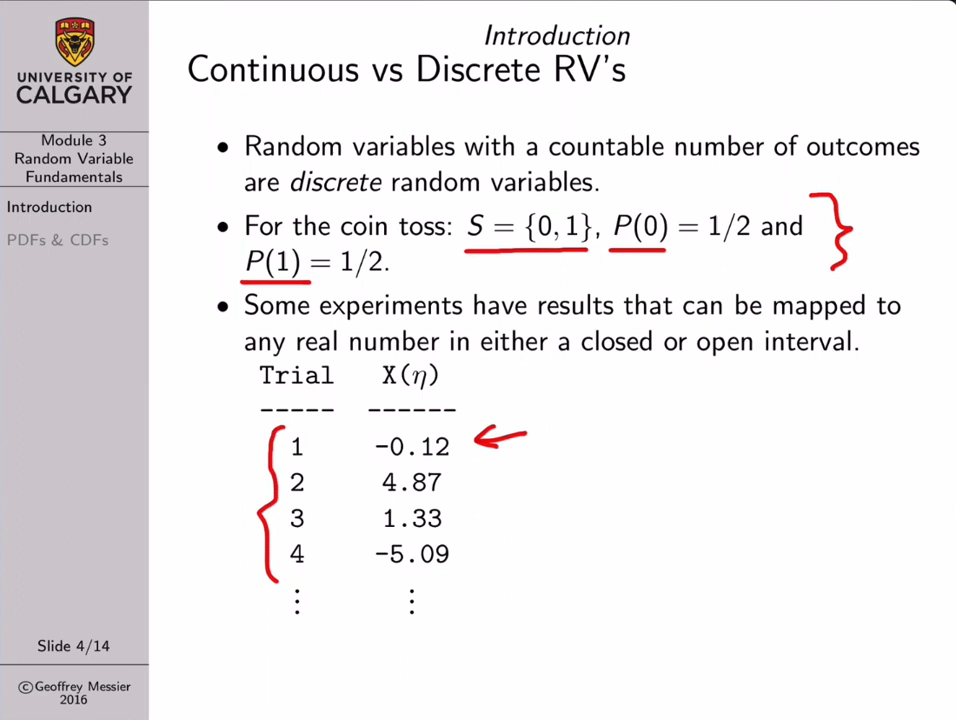 UNIVERSITY OF
CALGARY
Module 3
Random Variable
Fundamentals
Introduction
PDFs & CDFs
Slide 4/14
©Geoffrey Messier
2016
Introduction
Continuous vs Discrete RV's
• Random variables with a countable number of outcomes
are discrete random variables.
• For the coin toss: S = {0, 1}, P(0) = 1/2 and
P(1) = 1/2.
• Some experiments have results that can be mapped to
any real number in either a closed or open interval.
Trial X(η)
----- ------
1 -0.12
2 4.87
3 1.33
4 -5.09
⋮ ⋮